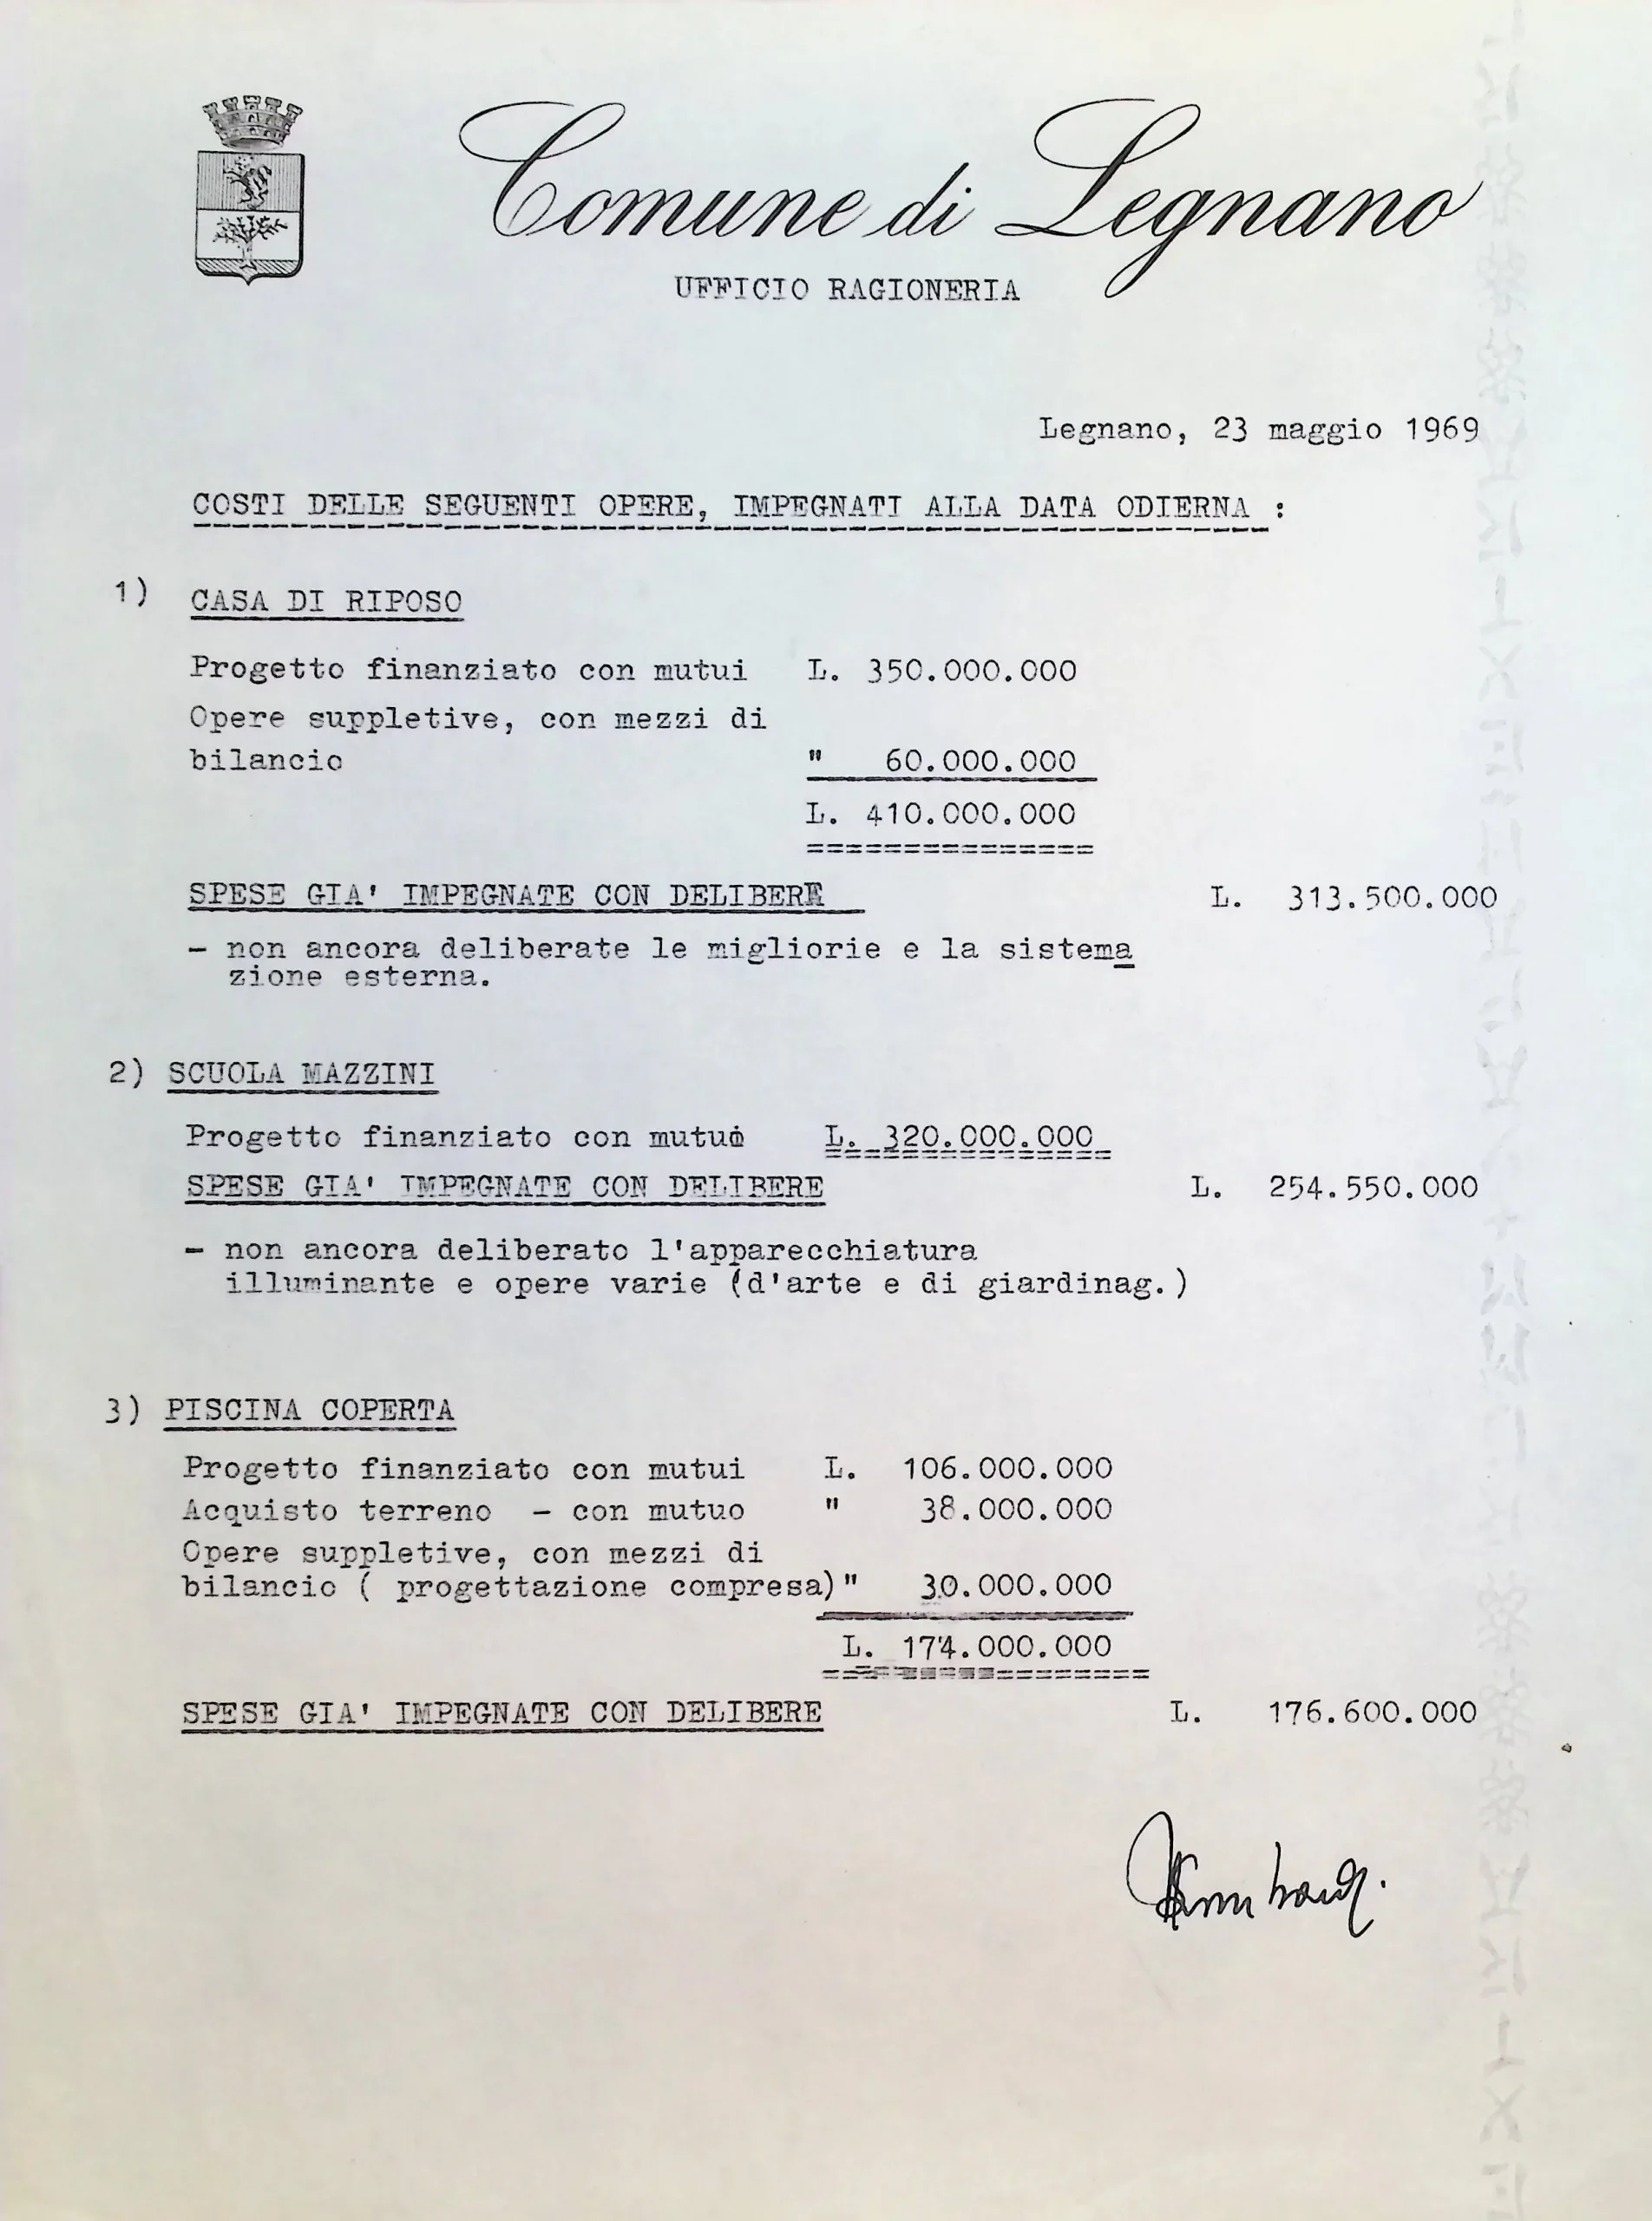 Comune di Legnano
UFFICIO RAGIONERIA
Legnano, 23 maggio 1969
COSTI DELLE SEGUENTI OPERE, IMPEGNATI ALLA DATA ODIERNA :
1) CASA DI RIPOSO
Progetto finanziato con mutui L. 350.000.000
Opere suppletive, con mezzi di
bilancio " 60.000.000
L. 410.000.000
===============
SPESE GIA' IMPEGNATE CON DELIBERE L. 313.500.000
- non ancora deliberate le migliorie e la sistema
zione esterna.
2) SCUOLA MAZZINI
Progetto finanziato con mutuo L. 320.000.000
SPESE GIA' IMPEGNATE CON DELIBERE L. 254.550.000
- non ancora deliberato l'apparecchiatura
illuminante e opere varie (d'arte e di giardinag.)
3) PISCINA COPERTA
Progetto finanziato con mutui L. 106.000.000
Acquisto terreno - con mutuo " 38.000.000
Opere suppletive, con mezzi di
bilancio ( progettazione compresa) " 30.000.000
L. 174.000.000
=================
SPESE GIA' IMPEGNATE CON DELIBERE L. 176.600.000